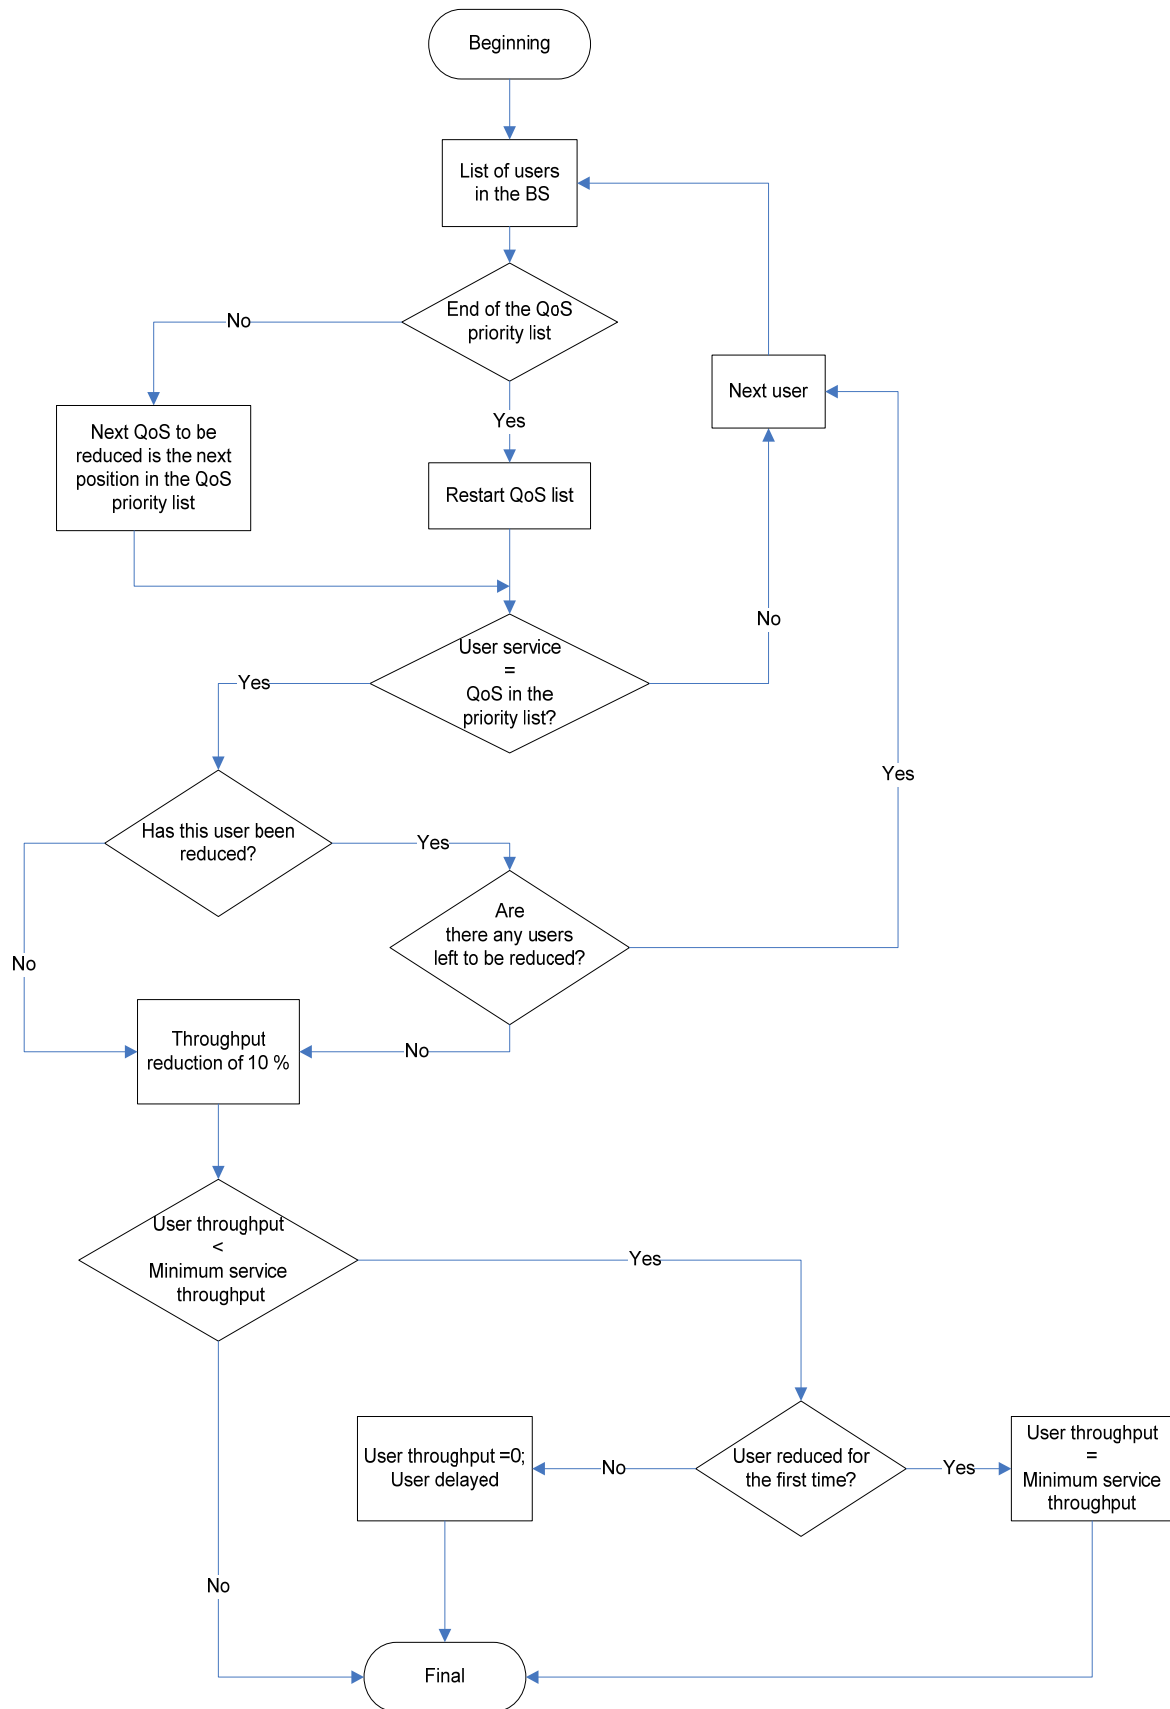 Beginning
List of users
in the BS
End of the QoS
priority list
No
Next user
Yes
Next QoS to be
reduced is the next
position in the QoS
priority list
Restart QoS list
No
User service
=
QoS in the
priority list?
Yes
Yes
Has this user been
reduced?
Yes
Are
there any users
left to be reduced?
No
Throughput
reduction of 10 %
No
User throughput
<
Minimum service
throughput
Yes
User throughput =0;
User delayed
No
User reduced for
the first time?
Yes
User throughput
=
Minimum service
throughput
No
Final